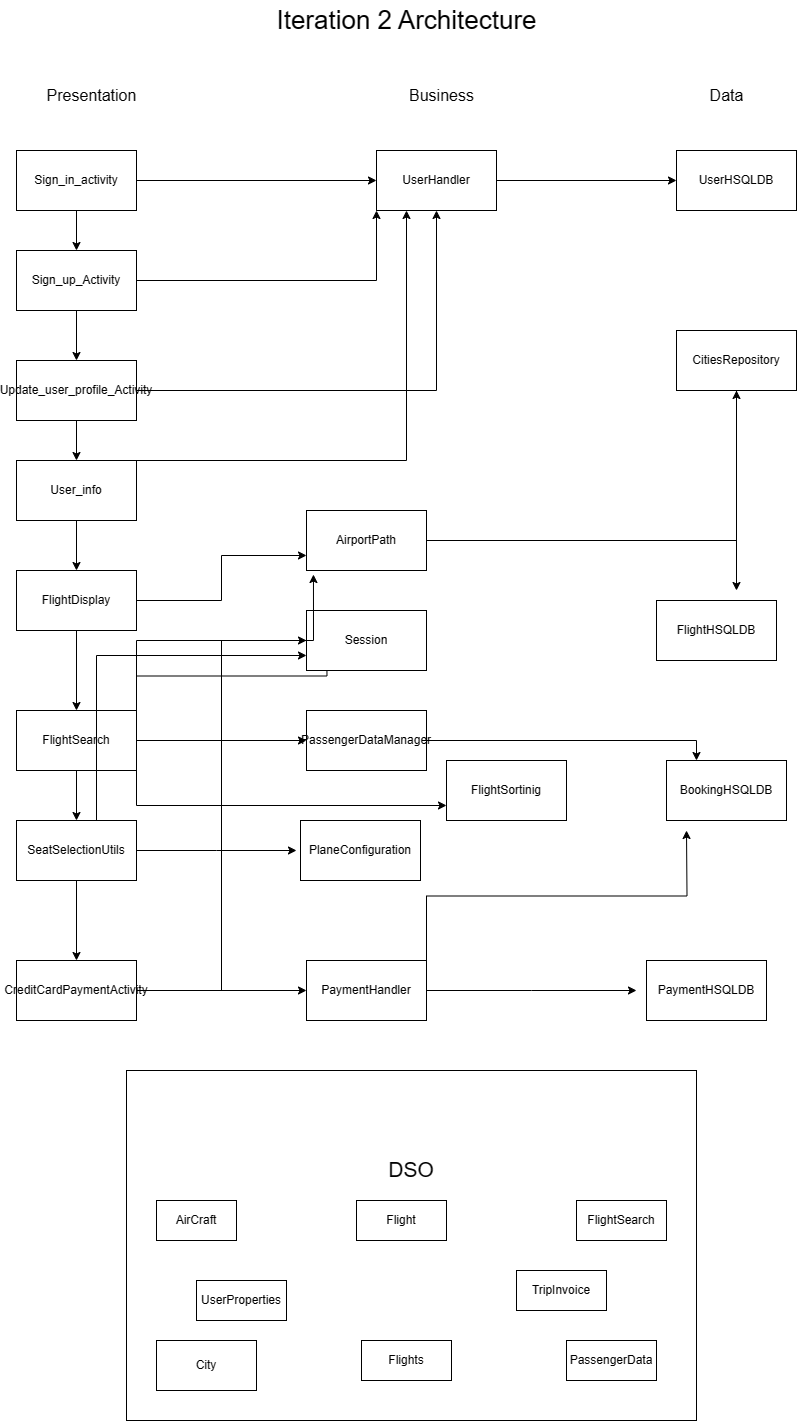 Iteration 2 Architecture
Presentation
Business
Data
Sign_in_activity
UserHandler
UserHSQLDB
Sign_up_Activity
CitiesRepository
Update_user_profile_Activity
User_info
AirportPath
FlightDisplay
FlightHSQLDB
Session
FlightSearch
PassengerDataManager
FlightSortinig
BookingHSQLDB
SeatSelectionUtils
PlaneConfiguration
CreditCardPaymentActivity
PaymentHandler
PaymentHSQLDB
DSO
AirCraft
Flight
FlightSearch
UserProperties
TripInvoice
City
Flights
PassengerData